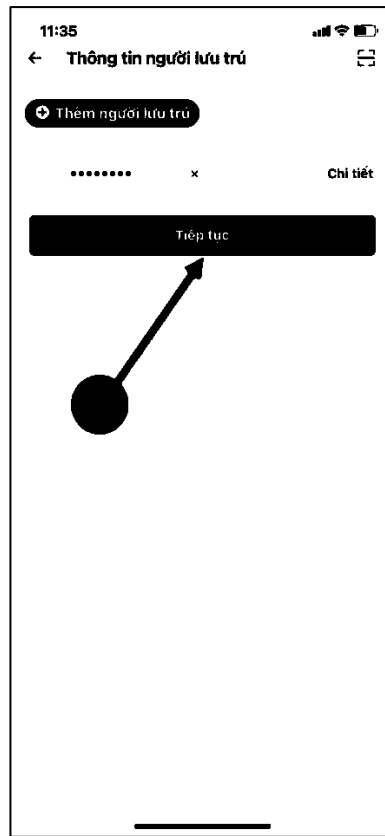 11:35
Thông tin người lưu trú
Thêm người lưu trú
•••••••• × Chi tiết
Tiếp tục